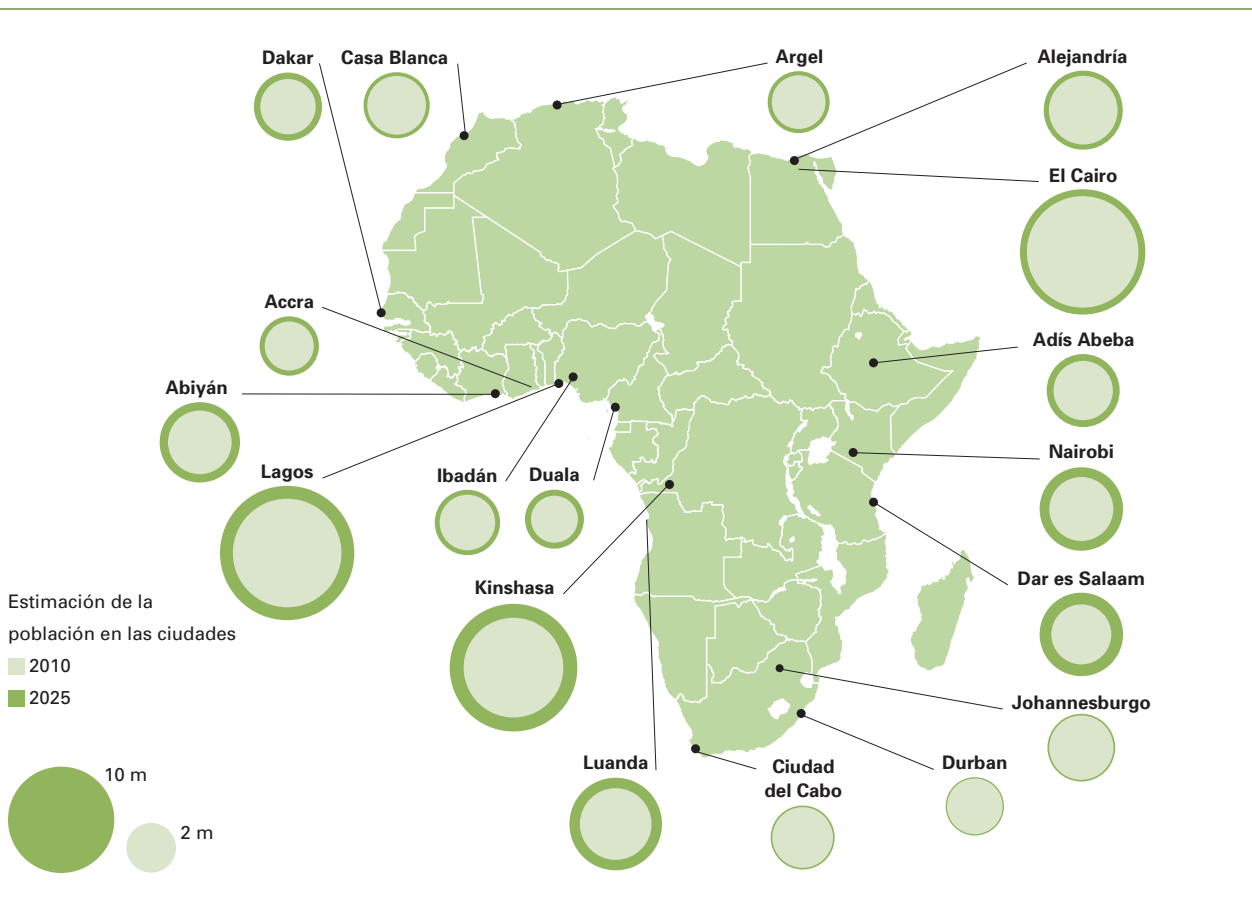 Dakar
Casa Blanca
Argel
Alejandría
El Cairo
Accra
Adís Abeba
Abiyán
Nairobi
Lagos
Ibadán
Duala
Dar es Salaam
Kinshasa
Estimación de la
población en las ciudades
2010
2025
Johannesburgo
Luanda
Ciudad
del Cabo
Durban
10 m
2 m